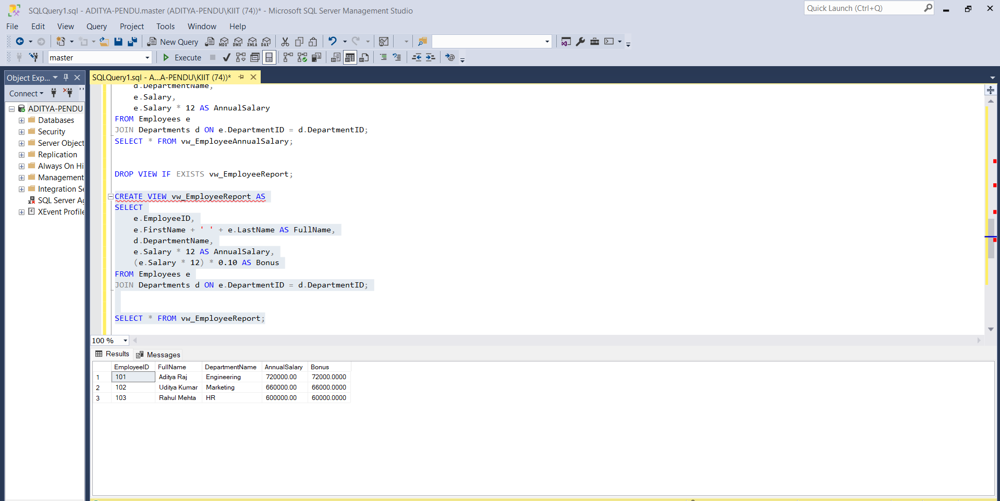 SQLQuery1.sql - ADITYA-PENDU.master (ADITYA-PENDU\KIIT (74))* - Microsoft SQL Server Management Studio
Quick Launch (Ctrl+Q)
File Edit View Query Project Tools Window Help
New Query MDX DMX XMLA DAX
master Execute
Object Exp...
SQLQuery1.sql - A...A-PENDU\KIIT (74))*
Connect
ADITYA-PENDU
Databases
Security
Server Object
Replication
Always On Hi
Management
Integration Se
SQL Server Ag
XEvent Profile
d.DepartmentName,
e.Salary,
e.Salary * 12 AS AnnualSalary
FROM Employees e
JOIN Departments d ON e.DepartmentID = d.DepartmentID;
SELECT * FROM vw_EmployeeAnnualSalary;
DROP VIEW IF EXISTS vw_EmployeeReport;
CREATE VIEW vw_EmployeeReport AS
SELECT
e.EmployeeID,
e.FirstName + ' ' + e.LastName AS FullName,
d.DepartmentName,
e.Salary * 12 AS AnnualSalary,
(e.Salary * 12) * 0.10 AS Bonus
FROM Employees e
JOIN Departments d ON e.DepartmentID = d.DepartmentID;
SELECT * FROM vw_EmployeeReport;
100 %
Results Messages
EmployeeID FullName DepartmentName AnnualSalary Bonus
1 101 Aditya Raj Engineering 720000.00 72000.0000
2 102 Uditya Kumar Marketing 660000.00 66000.0000
3 103 Rahul Mehta HR 600000.00 60000.0000